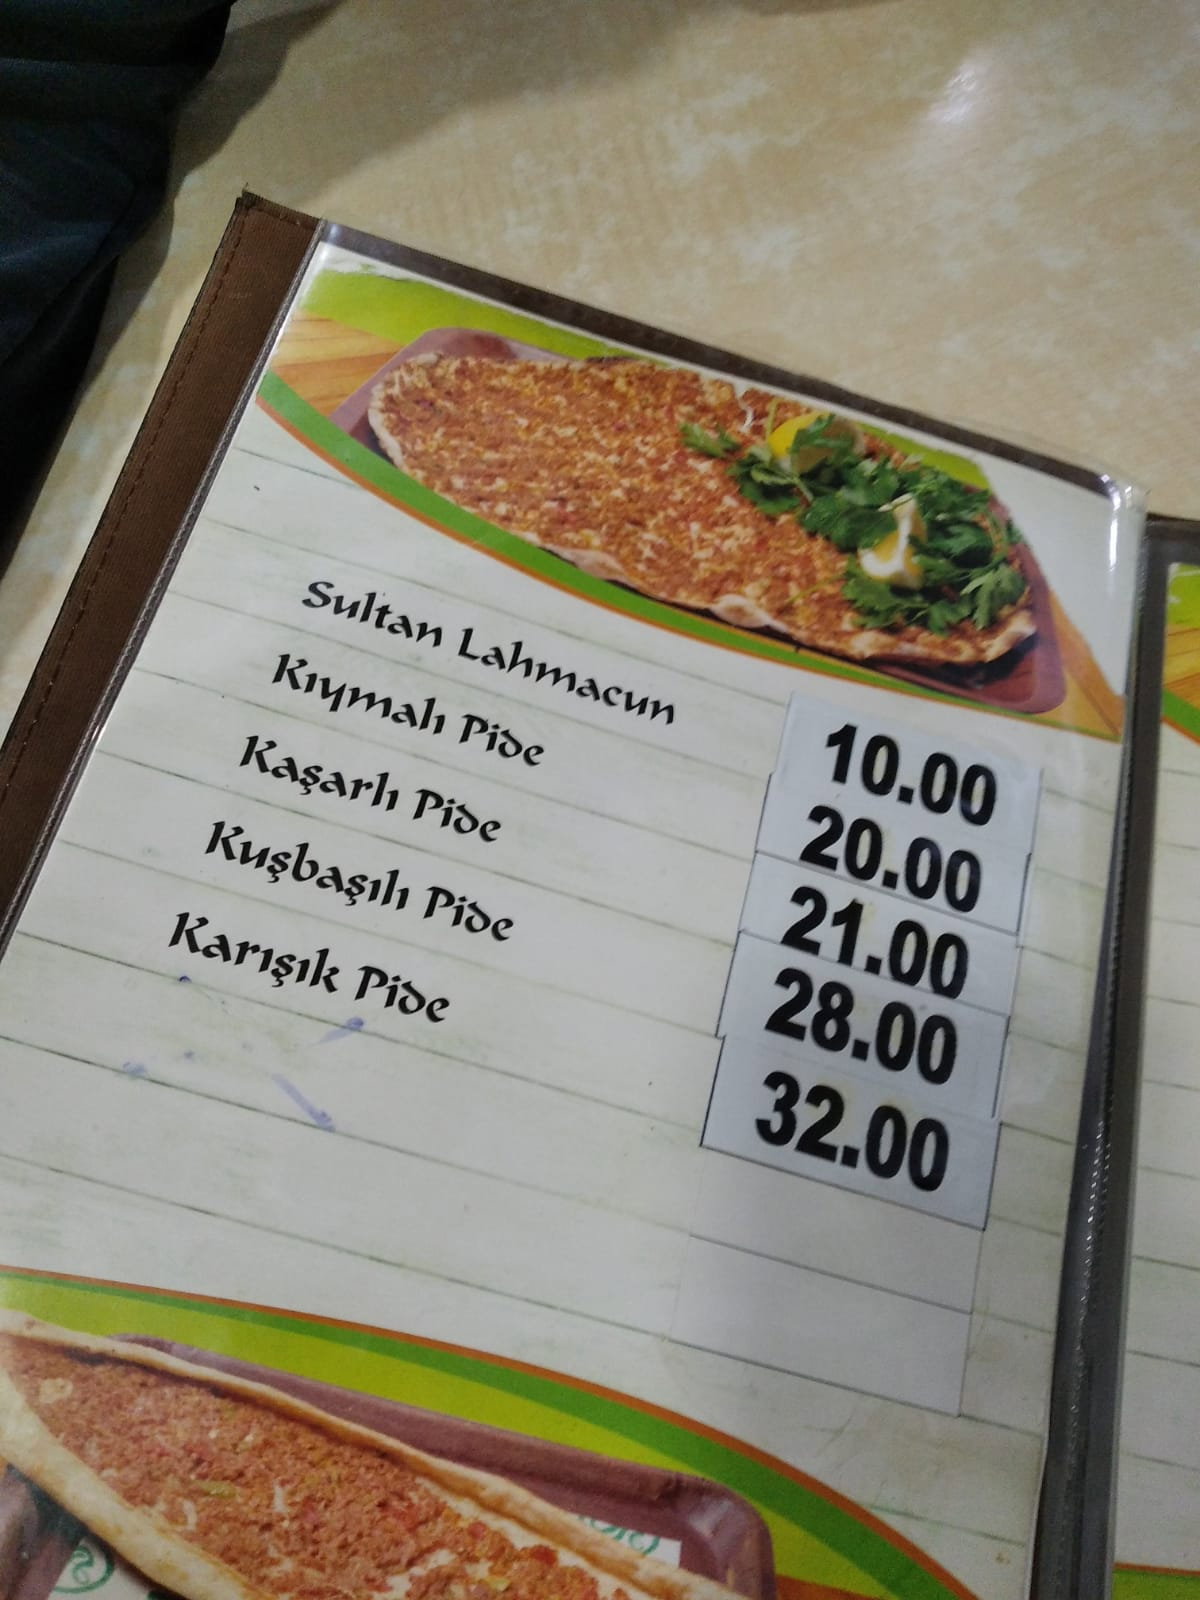 Sultan Lahmacun 10.00
Kıymalı Pide 20.00
Kaşarlı Pide 21.00
Kuşbaşılı Pide 28.00
Karışık Pide 32.00